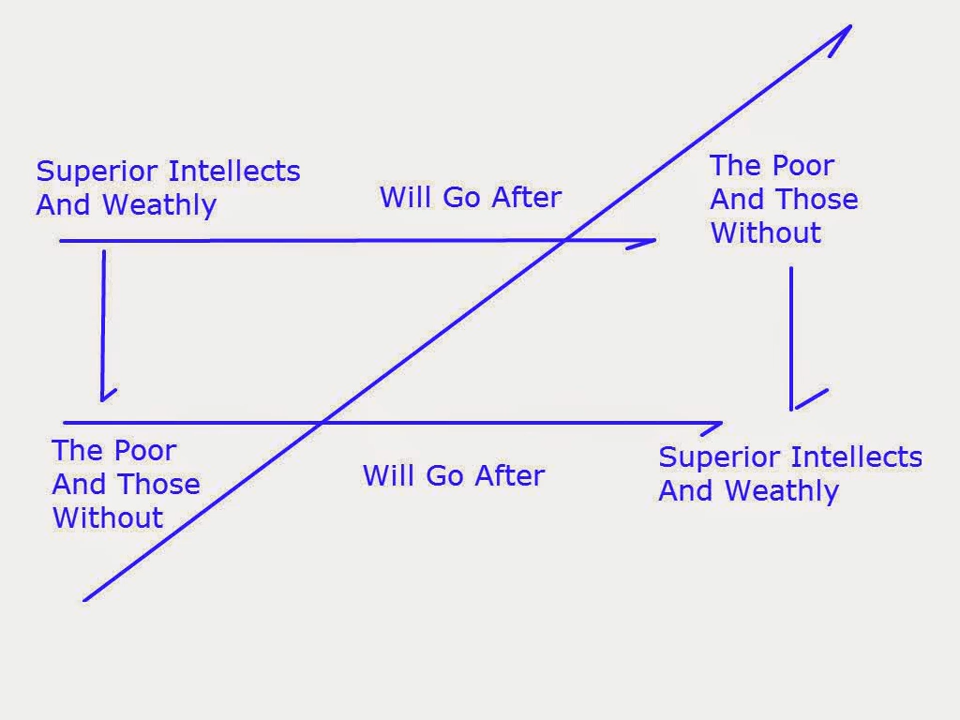 Superior Intellects
And Weathly
Will Go After
The Poor
And Those
Without
The Poor
And Those
Without
Will Go After
Superior Intellects
And Weathly